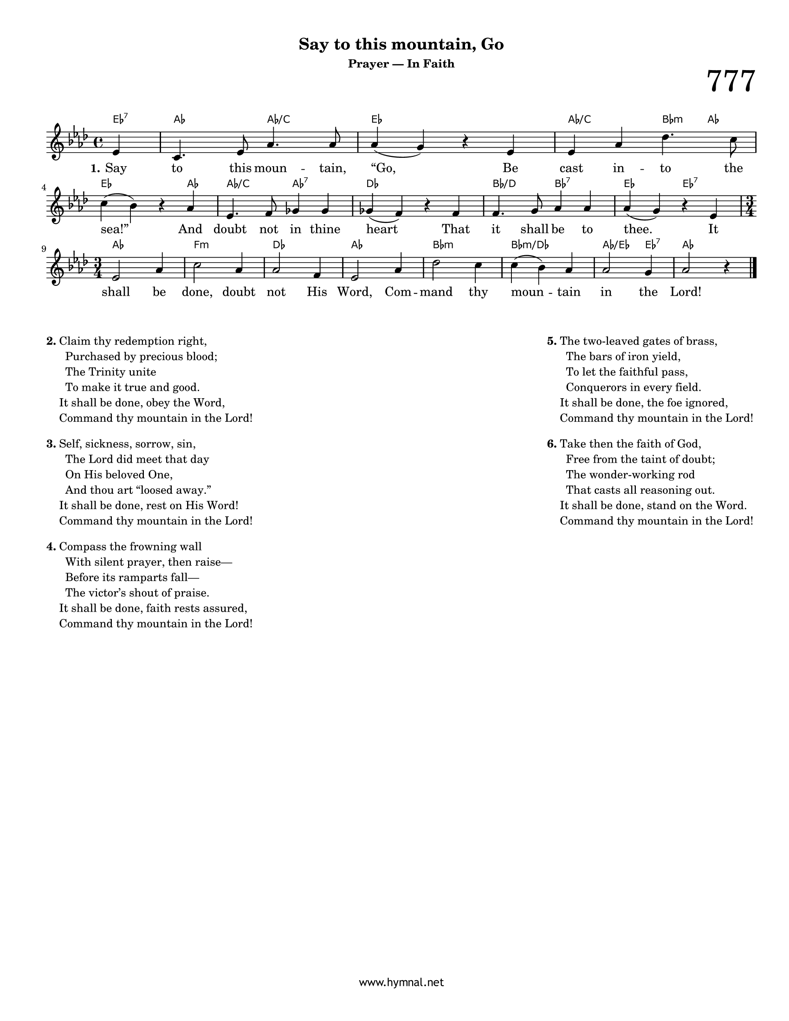 Say to this mountain, Go
Prayer — In Faith
777
E♭7 A♭ A♭/C E♭ A♭/C B♭m A♭
1. Say to this moun - tain, “Go, Be cast in - to the
4
E♭ A♭ A♭/C A♭7 D♭ B♭/D B♭7 E♭ E♭7
sea!” And doubt not in thine heart That it shall be to thee. It
9
A♭ Fm D♭ A♭ B♭m B♭m/D♭ A♭/E♭ E♭7 A♭
3/4
shall be done, doubt not His Word, Com - mand thy moun - tain in the Lord!
2. Claim thy redemption right,
Purchased by precious blood;
The Trinity unite
To make it true and good.
It shall be done, obey the Word,
Command thy mountain in the Lord!
3. Self, sickness, sorrow, sin,
The Lord did meet that day
On His beloved One,
And thou art “loosed away.”
It shall be done, rest on His Word!
Command thy mountain in the Lord!
4. Compass the frowning wall
With silent prayer, then raise—
Before its ramparts fall—
The victor’s shout of praise.
It shall be done, faith rests assured,
Command thy mountain in the Lord!
5. The two-leaved gates of brass,
The bars of iron yield,
To let the faithful pass,
Conquerors in every field.
It shall be done, the foe ignored,
Command thy mountain in the Lord!
6. Take then the faith of God,
Free from the taint of doubt;
The wonder-working rod
That casts all reasoning out.
It shall be done, stand on the Word.
Command thy mountain in the Lord!
www.hymnal.net